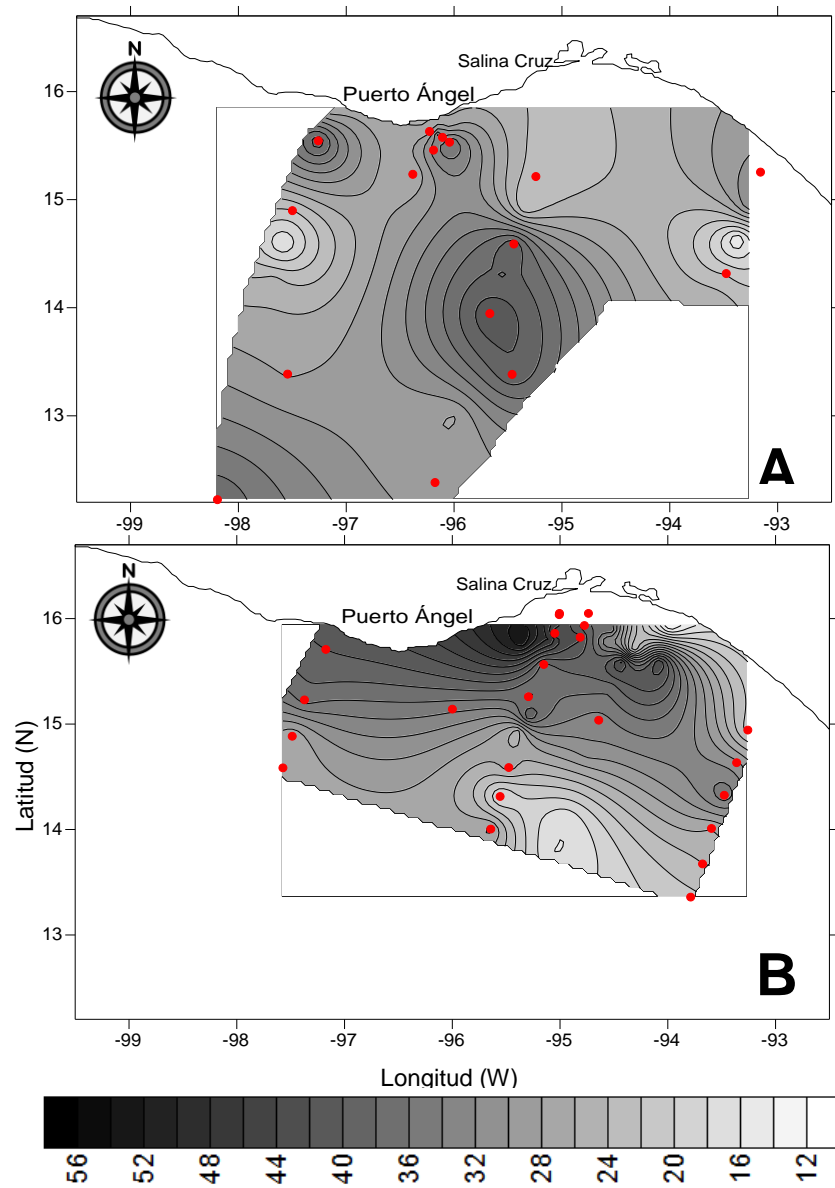 N
Salina Cruz
Puerto Ángel
16
15
14
13
A
-99 -98 -97 -96 -95 -94 -93
N
Salina Cruz
Puerto Ángel
16
15
14
13
Latitud (N)
B
-99 -98 -97 -96 -95 -94 -93
Longitud (W)
56 52 48 44 40 36 32 28 24 20 16 12